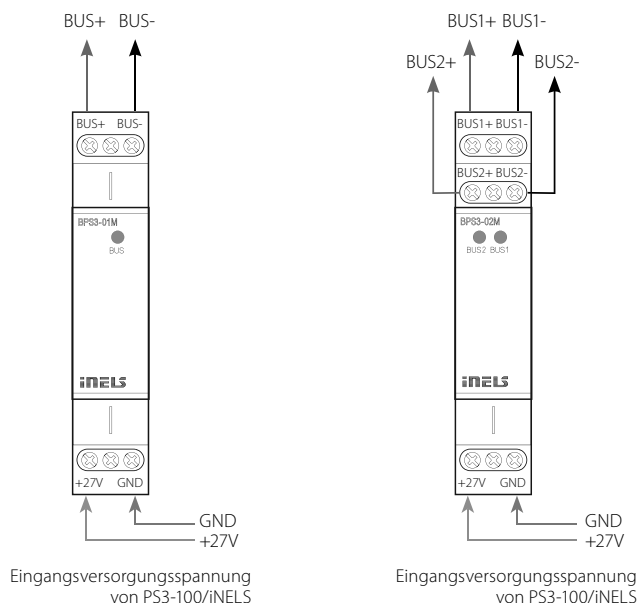 BUS+ BUS-
BUS+ BUS-
BPS3-01M
BUS
iNELS
+27V GND
GND
+27V
Eingangsversorgungsspannung
von PS3-100/iNELS
BUS1+ BUS1-
BUS2+ BUS2-
BUS1+ BUS1-
BUS2+ BUS2-
BPS3-02M
BUS2 BUS1
iNELS
+27V GND
GND
+27V
Eingangsversorgungsspannung
von PS3-100/iNELS